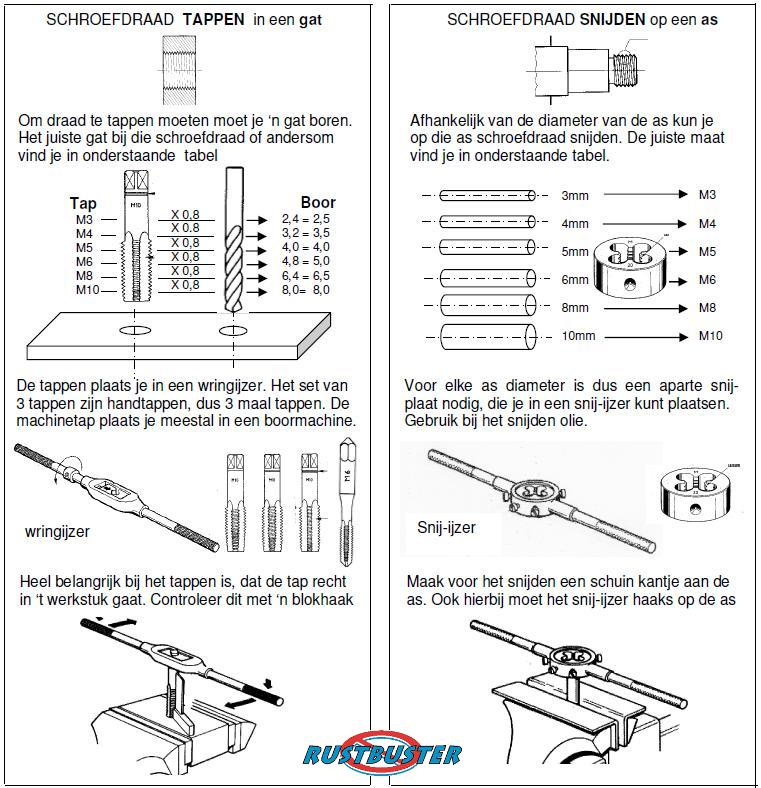 SCHROEFDRAAD TAPPEN in een gat
Om draad te tappen moeten moet je ‘n gat boren.
Het juiste gat bij die schroefdraad of andersom
vind je in onderstaande tabel
Tap Boor
M10
M3 X 0,8 2,4 = 2,5
M4 X 0.8 3,2 = 3,5
M5 X 0,8 4,0 = 4,0
M6 X 0,8 4,8 = 5,0
M8 X 0,8 6,4 = 6,5
M10 X 0,8 8,0= 8,0
De tappen plaats je in een wringijzer. Het set van
3 tappen zijn handtappen, dus 3 maal tappen. De
machinetap plaats je meestal in een boormachine.
M10 M10 M10 M6
wringijzer
Heel belangrijk bij het tappen is, dat de tap recht
in ‘t werkstuk gaat. Controleer dit met ‘n blokhaak
SCHROEFDRAAD SNIJDEN op een as
Afhankelijk van de diameter van de as kun je
op die as schroefdraad snijden. De juiste maat
vind je in onderstaande tabel.
3mm M3
4mm M4
5mm M5
6mm M6
8mm M8
10mm M10
Voor elke as diameter is dus een aparte snij-
plaat nodig, die je in een snij-ijzer kunt plaatsen.
Gebruik bij het snijden olie.
Snij-ijzer
Maak voor het snijden een schuin kantje aan de
as. Ook hierbij moet het snij-ijzer haaks op de as
RUSTBUSTER